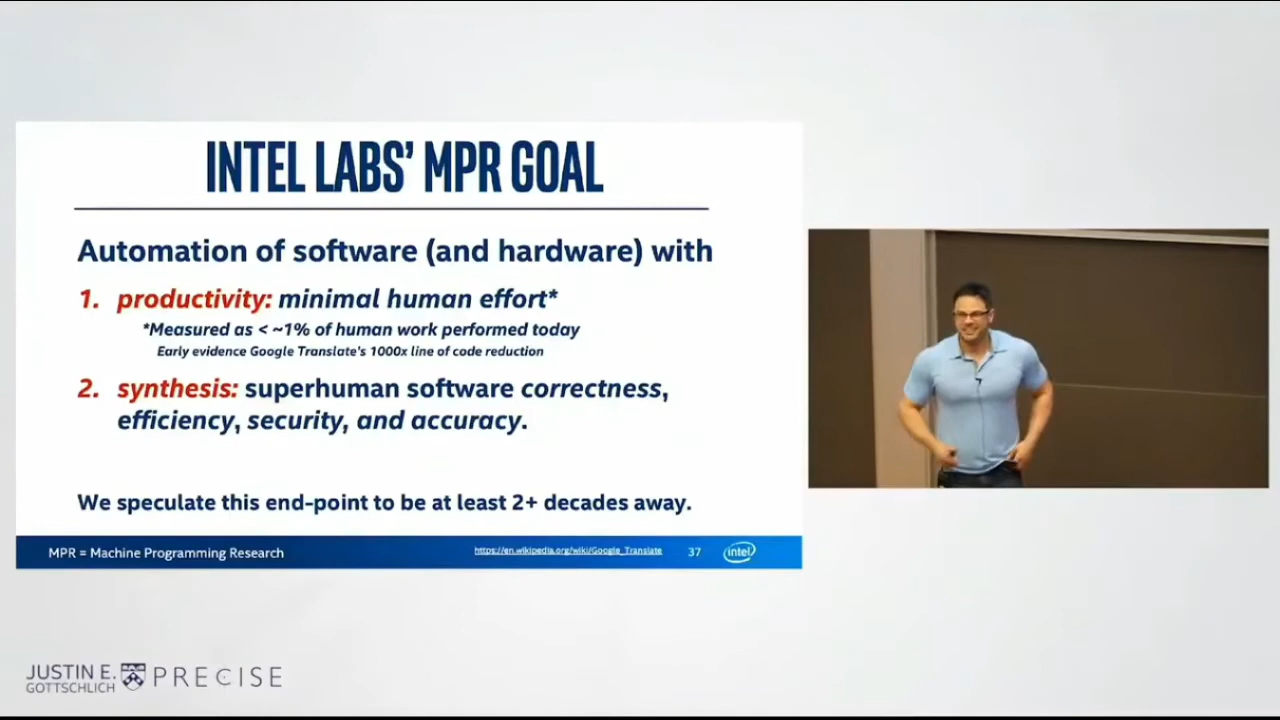 INTEL LABS' MPR GOAL
Automation of software (and hardware) with
1. productivity: minimal human effort*
*Measured as < ~1% of human work performed today
Early evidence Google Translate's 1000x line of code reduction
2. synthesis: superhuman software correctness,
efficiency, security, and accuracy.
We speculate this end-point to be at least 2+ decades away.
MPR = Machine Programming Research
https://en.wikipedia.org/wiki/Google_Translate
37
intel
JUSTIN E.
GOTTSCHLICH
PRECISE